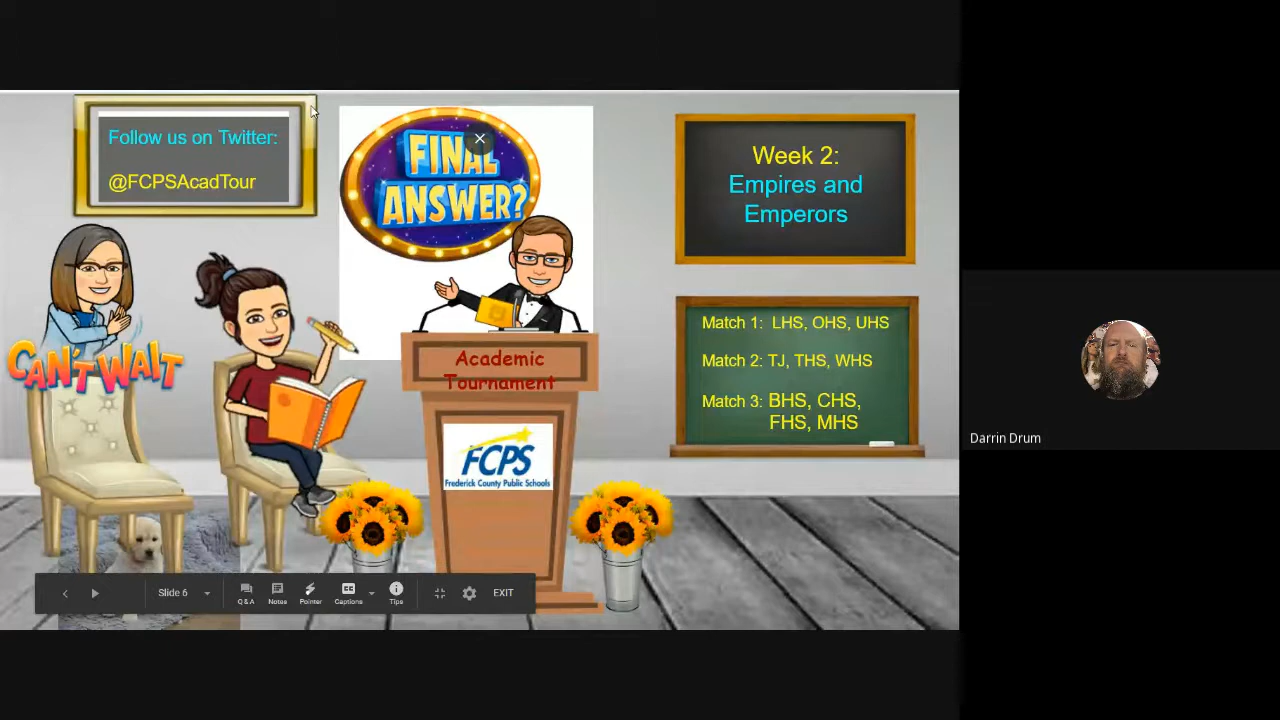 Follow us on Twitter:
@FCPSAcadTour
FINAL
ANSWER?
Week 2:
Empires and
Emperors
CAN'T WAIT
Match 1: LHS, OHS, UHS
Match 2: TJ, THS, WHS
Match 3: BHS, CHS,
FHS, MHS
Academic
Tournament
FCPS
Frederick County Public Schools
Darrin Drum
Slide 6
Q & A
Notes
Pointer
Captions
CC
Tips
EXIT